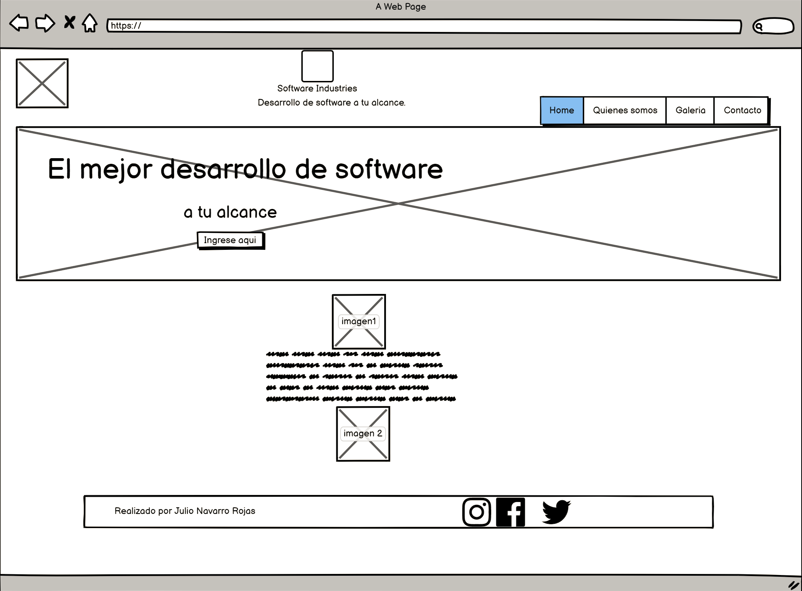 A Web Page
https://
Software Industries
Desarrollo de software a tu alcance.
Home
Quienes somos
Galeria
Contacto
El mejor desarrollo de software
a tu alcance
Ingrese aqui
imagen1
imagen 2
Realizado por Julio Navarro Rojas